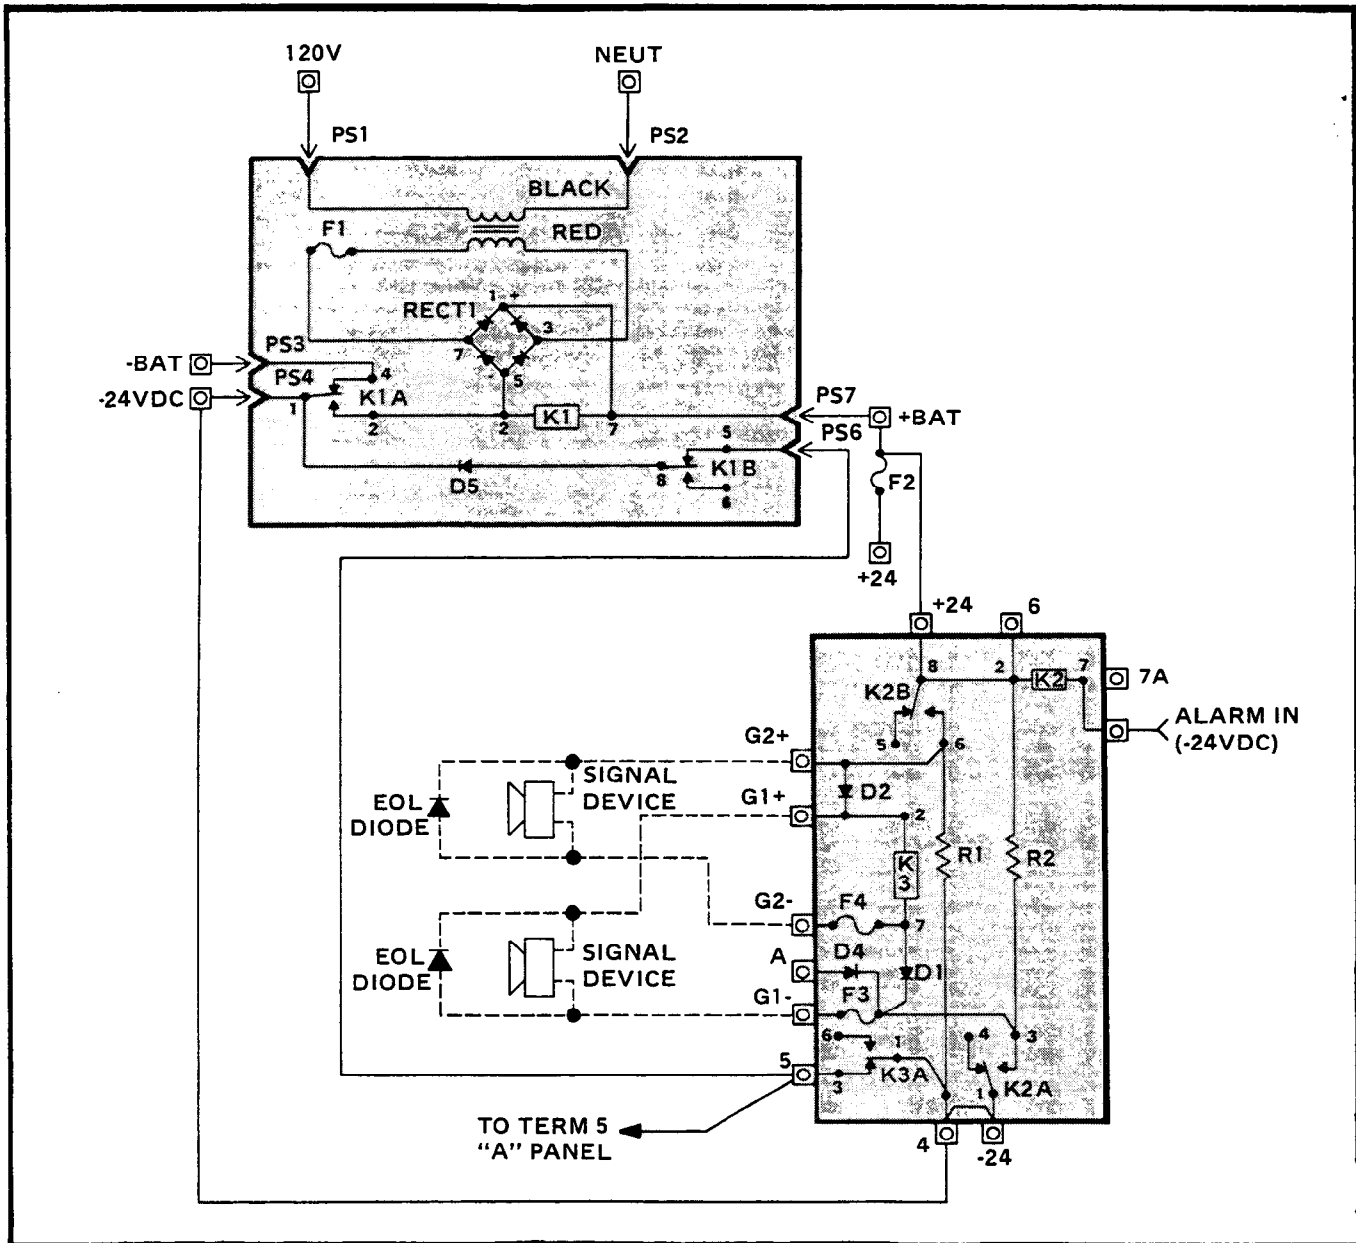 120V
NEUT
PS1
PS2
BLACK
F1
RED
RECT1
1
+
3
7
-
5
-BAT
PS3
4
-24VDC
PS4
1
K1A
2
2
K1
7
PS7
+BAT
PS6
5
K1B
8
6
D5
F2
+24
+24
6
8
2
K2
7
7A
K2B
ALARM IN
(-24VDC)
5
6
G2+
SIGNAL
DEVICE
D2
EOL
DIODE
G1+
2
K
3
R1
R2
G2-
F4
7
A
D4
D1
EOL
DIODE
SIGNAL
DEVICE
G1-
F3
6
1
4
3
5
3
K3A
1
K2A
TO TERM 5
"A" PANEL
4
-24